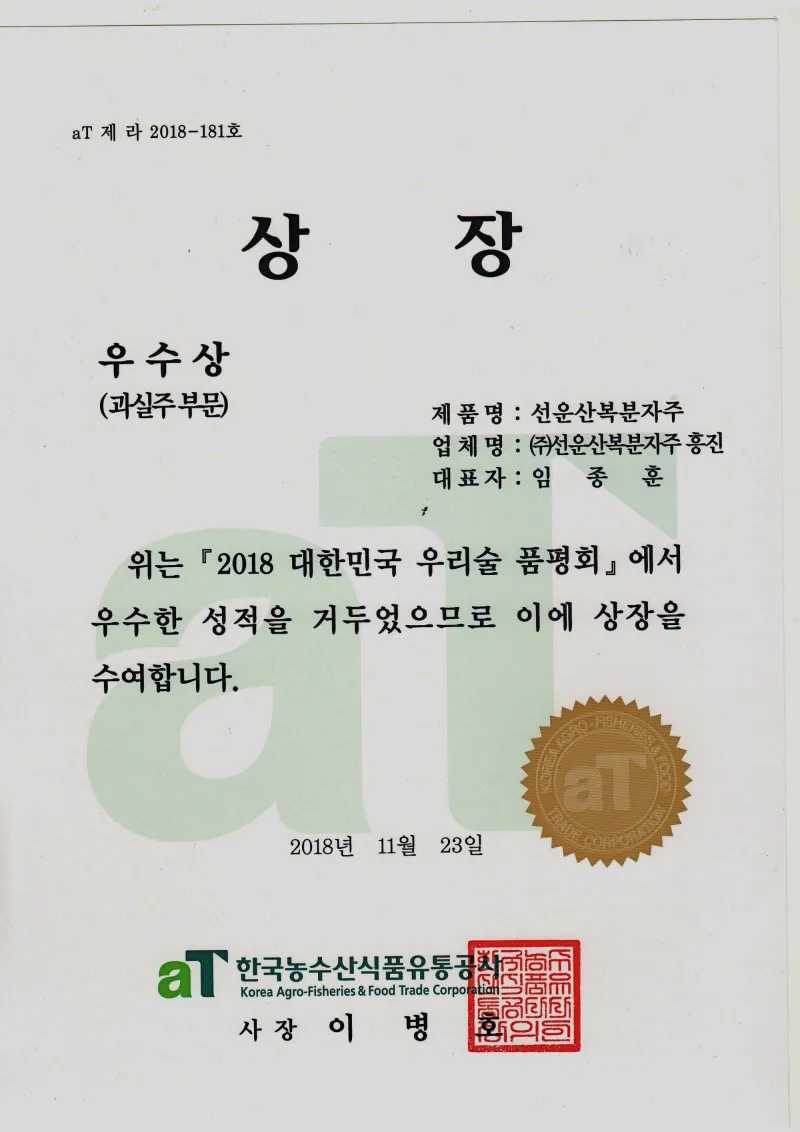 aT 제 라 2018-181호
상 장
우수상
(과실주 부문)
제품명 : 선운산복분자주
업체명 : ㈜선운산복분자주 흥진
대표자 : 임 종 훈
위는 『2018 대한민국 우리술 품평회』에서
우수한 성적을 거두었으므로 이에 상장을
수여합니다.
KOREA AGRO-FISHERIES & FOOD
aT
TRADE CORPORATION
2018년 11월 23일
aT 한국농수산식품유통공사
Korea Agro-Fisheries & Food Trade Corporation
사장 이 병 호